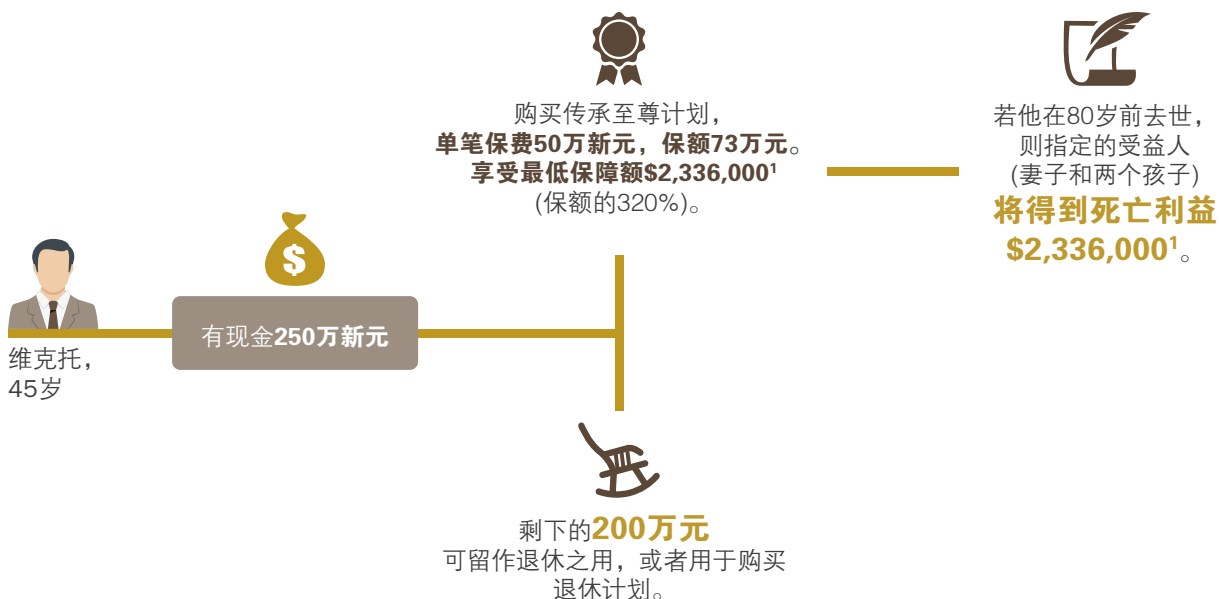 维克托，
45岁
$
有现金250万新元
购买传承至尊计划，
单笔保费50万新元，保额73万元。
享受最低保障额$2,336,000¹
(保额的320%)。
若他在80岁前去世，
则指定的受益人
(妻子和两个孩子)
将得到死亡利益
$2,336,000¹。
剩下的200万元
可留作退休之用，或者用于购买
退休计划。